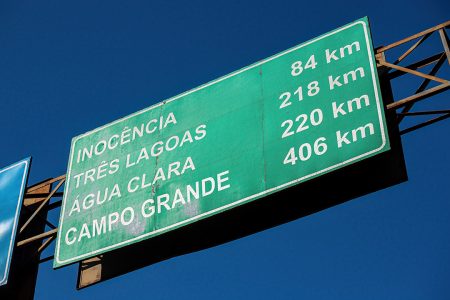 INOCÊNCIA 84 km
TRÊS LAGOAS 218 km
ÁGUA CLARA 220 km
CAMPO GRANDE 406 km